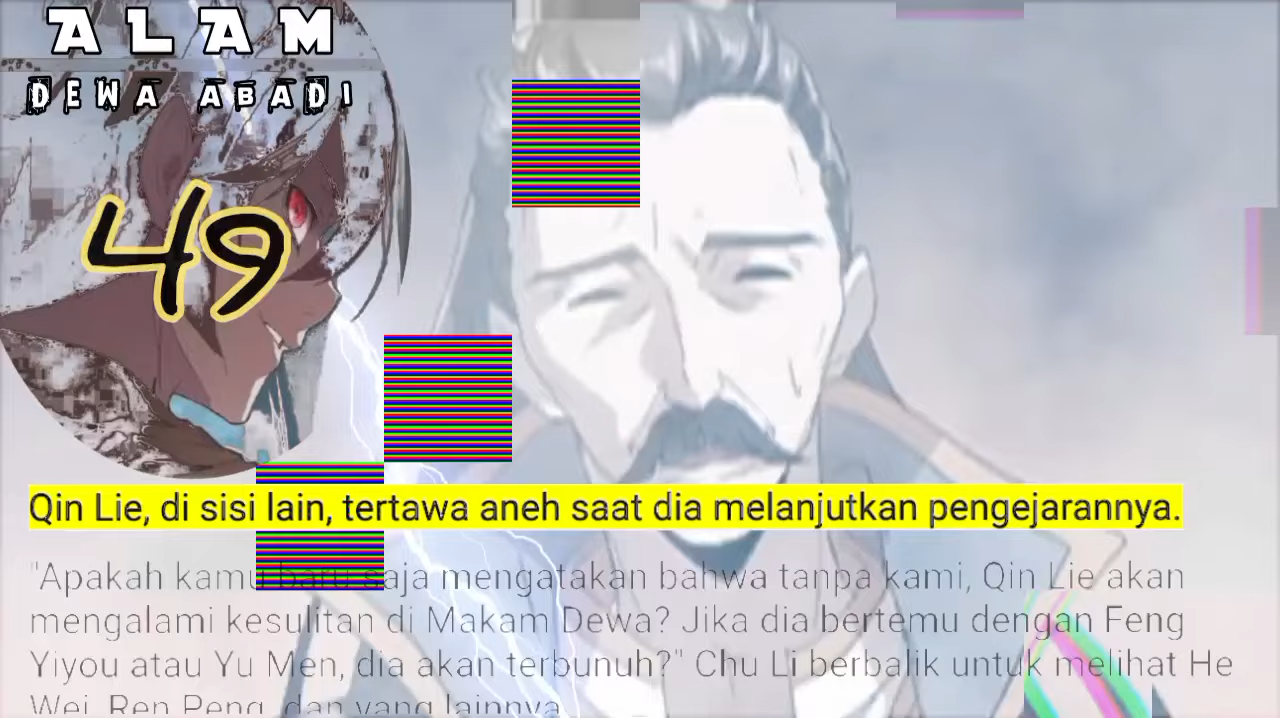 ALAM
DEWA ABADI
49
Qin Lie, di sisi lain, tertawa aneh saat dia melanjutkan pengejarannya.
"Apakah kamu baru saja mengatakan bahwa tanpa kami, Qin Lie akan
mengalami kesulitan di Makam Dewa? Jika dia bertemu dengan Feng
Yiyou atau Yu Men, dia akan terbunuh?" Chu Li berbalik untuk melihat He
Wei, Ren Peng, dan yang lainnya